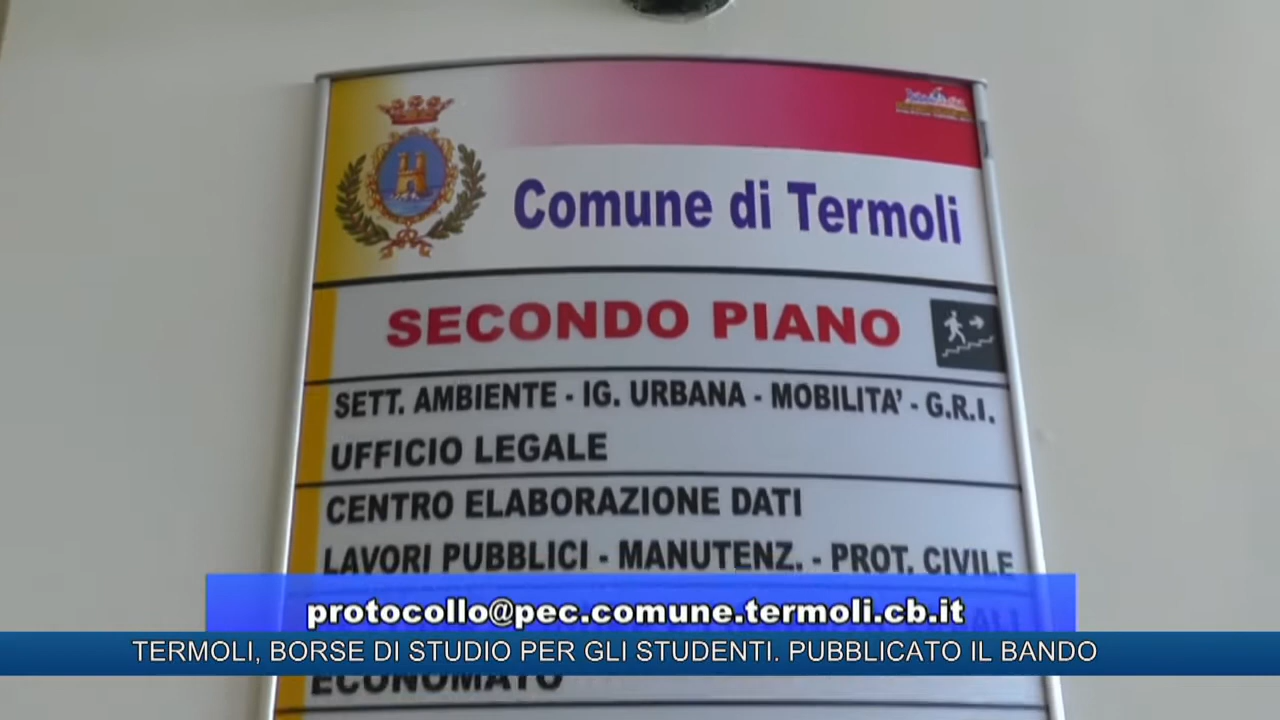 Comune di Termoli
SECONDO PIANO
SETT. AMBIENTE - IG. URBANA - MOBILITA' - G.R.I.
UFFICIO LEGALE
CENTRO ELABORAZIONE DATI
LAVORI PUBBLICI - MANUTENZ. - PROT. CIVILE
protocollo@pec.comune.termoli.cb.it
TERMOLI, BORSE DI STUDIO PER GLI STUDENTI. PUBBLICATO IL BANDO
ECONOMATO